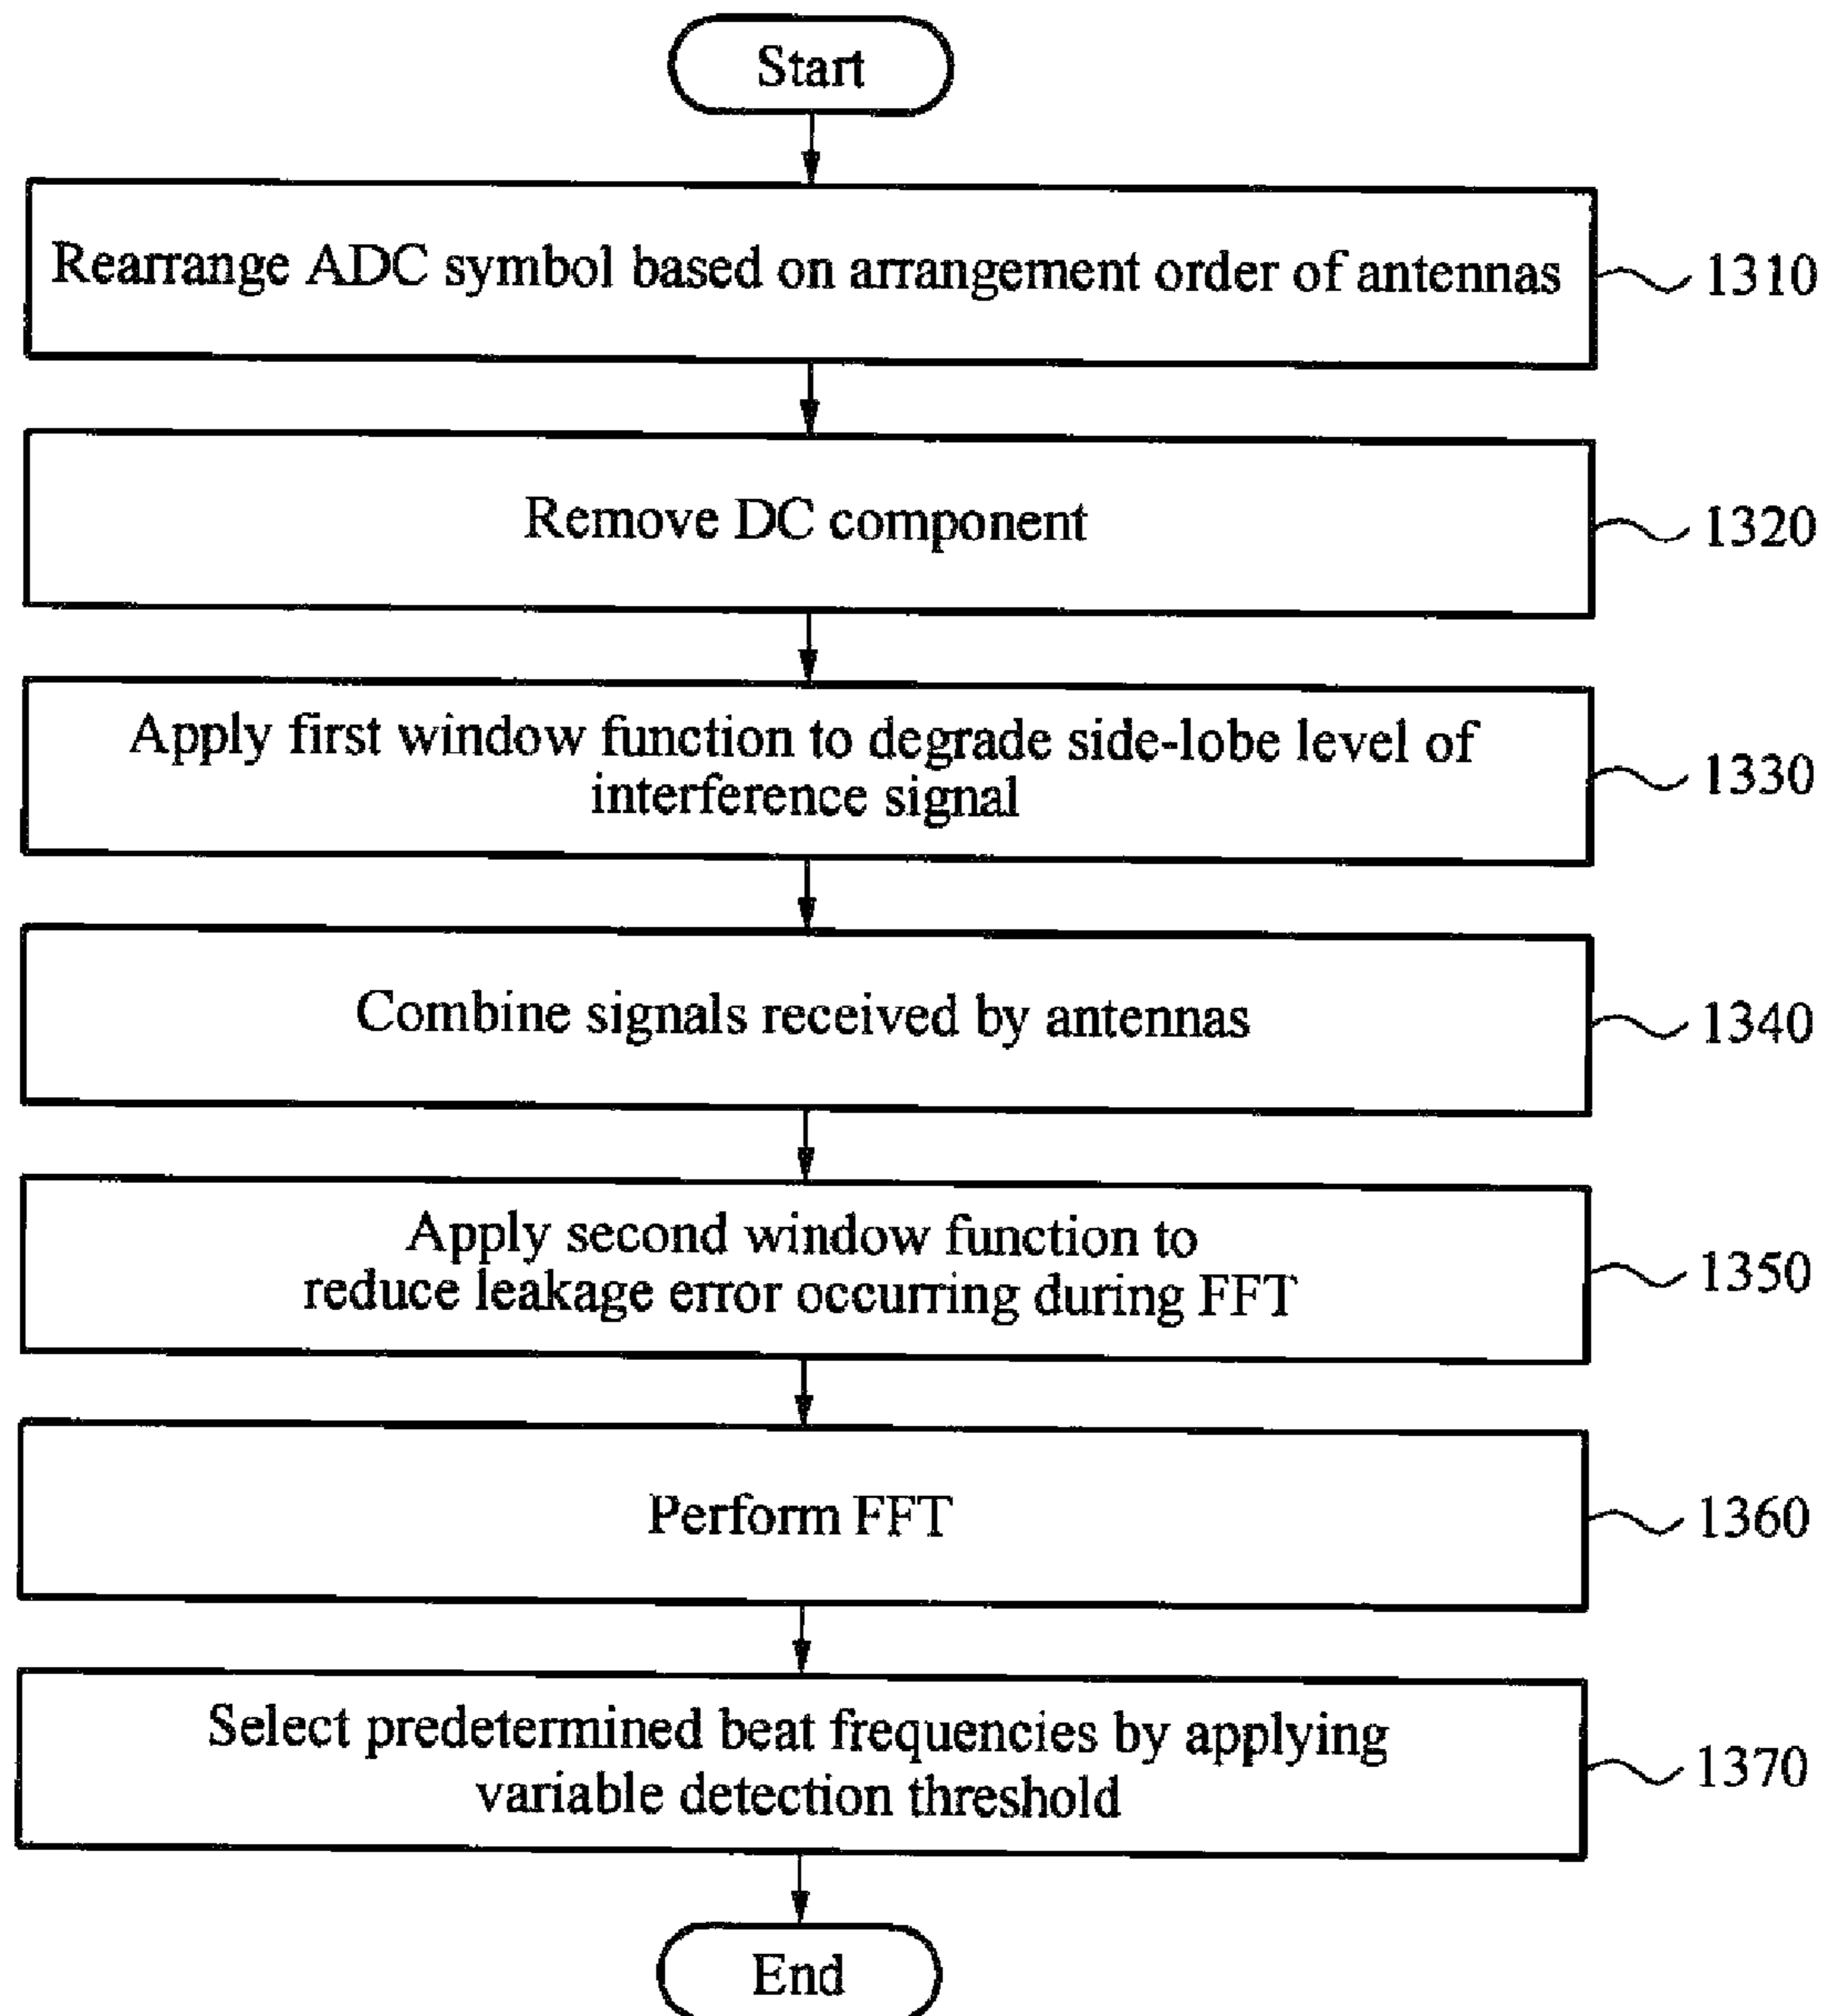 Start
Rearrange ADC symbol based on arrangement order of antennas
1310
Remove DC component
1320
Apply first window function to degrade side-lobe level of
interference signal
1330
Combine signals received by antennas
1340
Apply second window function to
reduce leakage error occurring during FFT
1350
Perform FFT
1360
Select predetermined beat frequencies by applying
variable detection threshold
1370
End